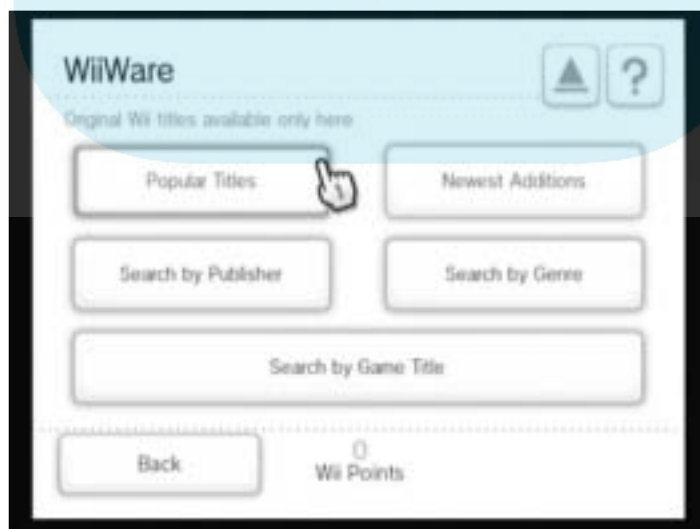 WiiWare
?
Original Wii titles available only here
Popular Titles
Newest Additions
Search by Publisher
Search by Genre
Search by Game Title
Back
0
Wii Points